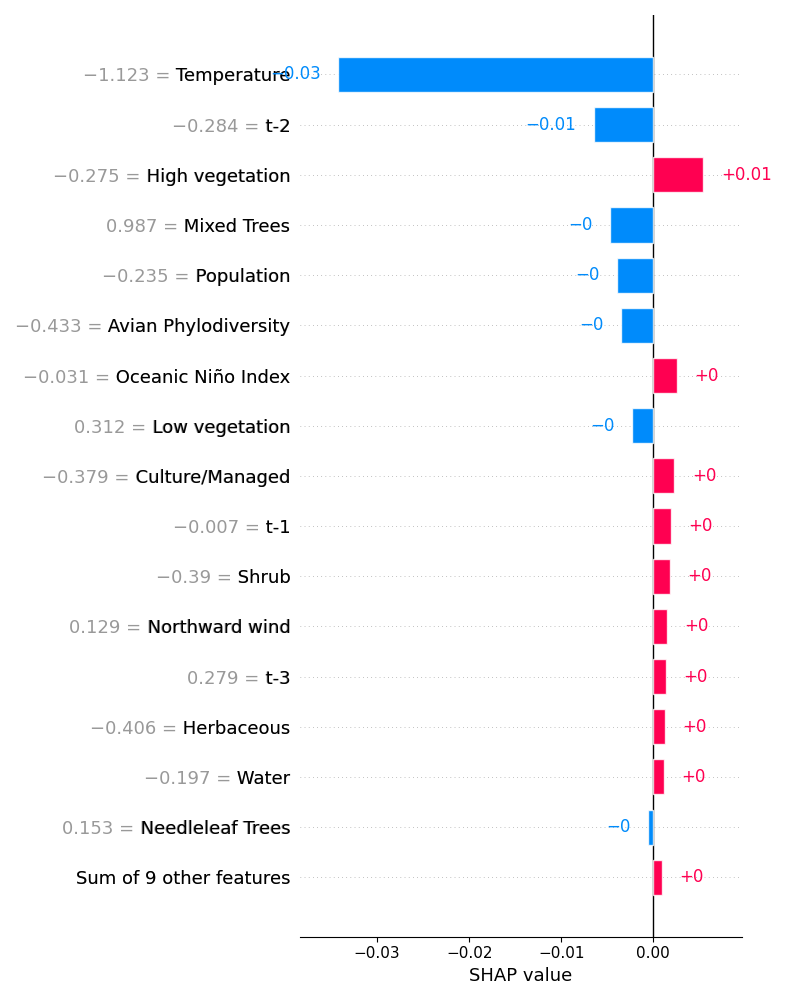 −1.123 = Temperature −0.03
−0.284 = t-2 −0.01
−0.275 = High vegetation +0.01
0.987 = Mixed Trees −0
−0.235 = Population −0
−0.433 = Avian Phylodiversity −0
−0.031 = Oceanic Niño Index +0
0.312 = Low vegetation −0
−0.379 = Culture/Managed +0
−0.007 = t-1 +0
−0.39 = Shrub +0
0.129 = Northward wind +0
0.279 = t-3 +0
−0.406 = Herbaceous +0
−0.197 = Water +0
0.153 = Needleleaf Trees −0
Sum of 9 other features +0
−0.03 −0.02 −0.01 0.00
SHAP value